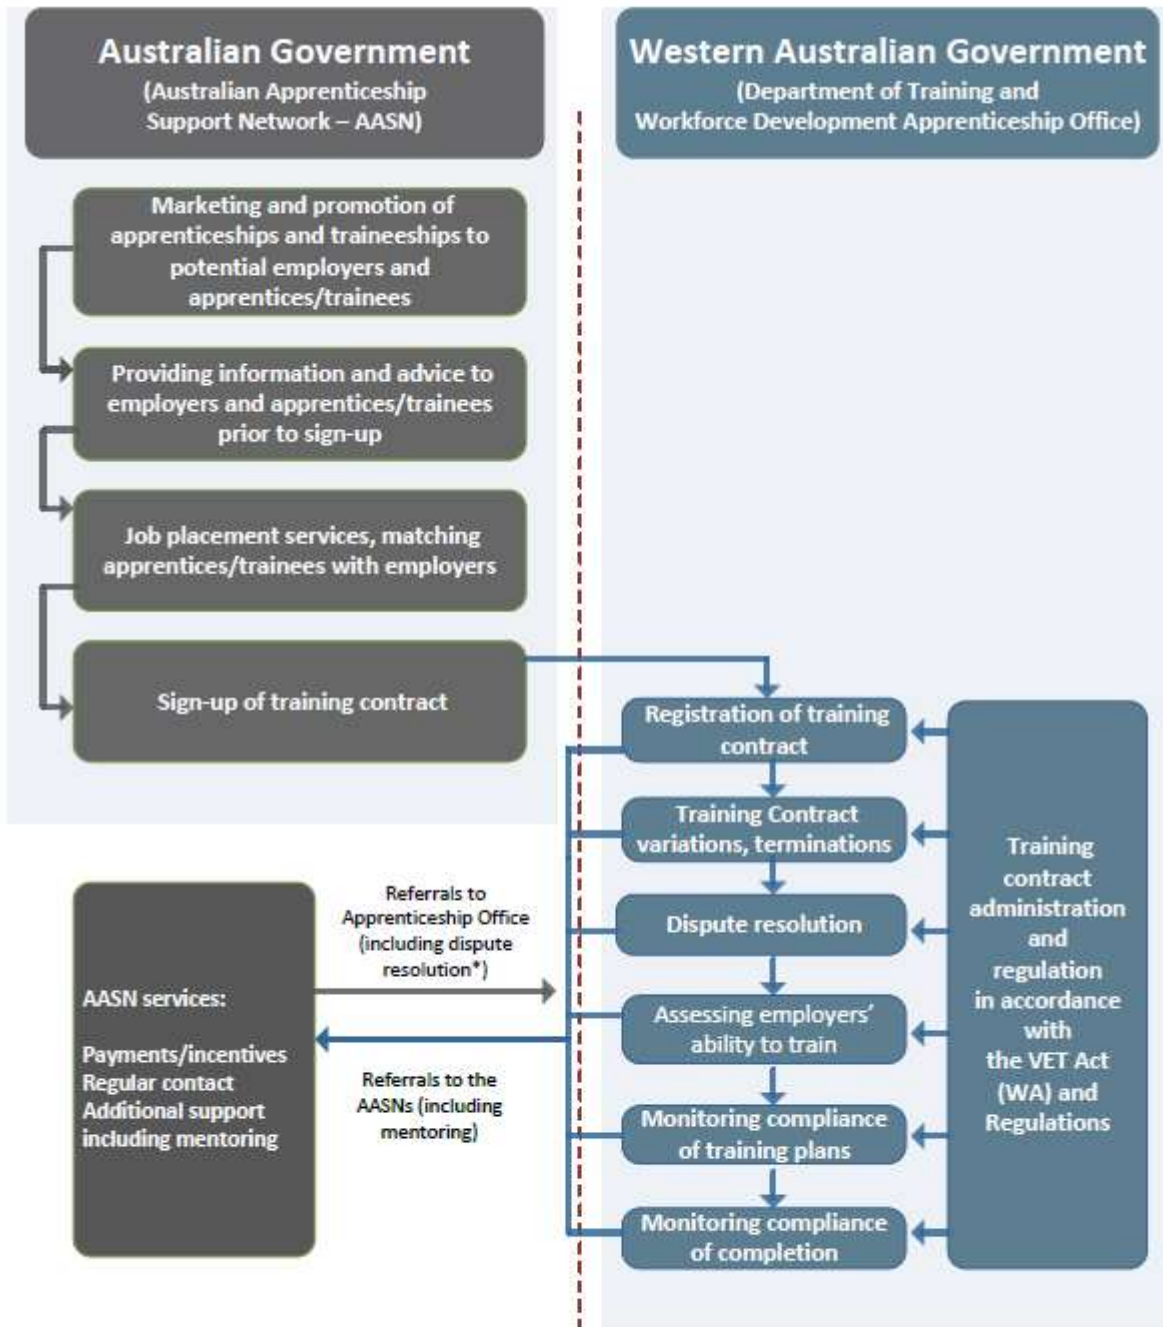 Australian Government
(Australian Apprenticeship
Support Network – AASN)
Western Australian Government
(Department of Training and
Workforce Development Apprenticeship Office)
Marketing and promotion of
apprenticeships and traineeships to
potential employers and
apprentices/trainees
Providing information and advice to
employers and apprentices/trainees
prior to sign-up
Job placement services, matching
apprentices/trainees with employers
Sign-up of training contract
Registration of training
contract
Training Contract
variations, terminations
Dispute resolution
Assessing employers’
ability to train
Monitoring compliance
of training plans
Monitoring compliance
of completion
Training
contract
administration
and
regulation
in accordance
with
the VET Act
(WA) and
Regulations
Referrals to
Apprenticeship Office
(including dispute
resolution*)
Referrals to the
AASNs (including
mentoring)
AASN services:
Payments/incentives
Regular contact
Additional support
including mentoring